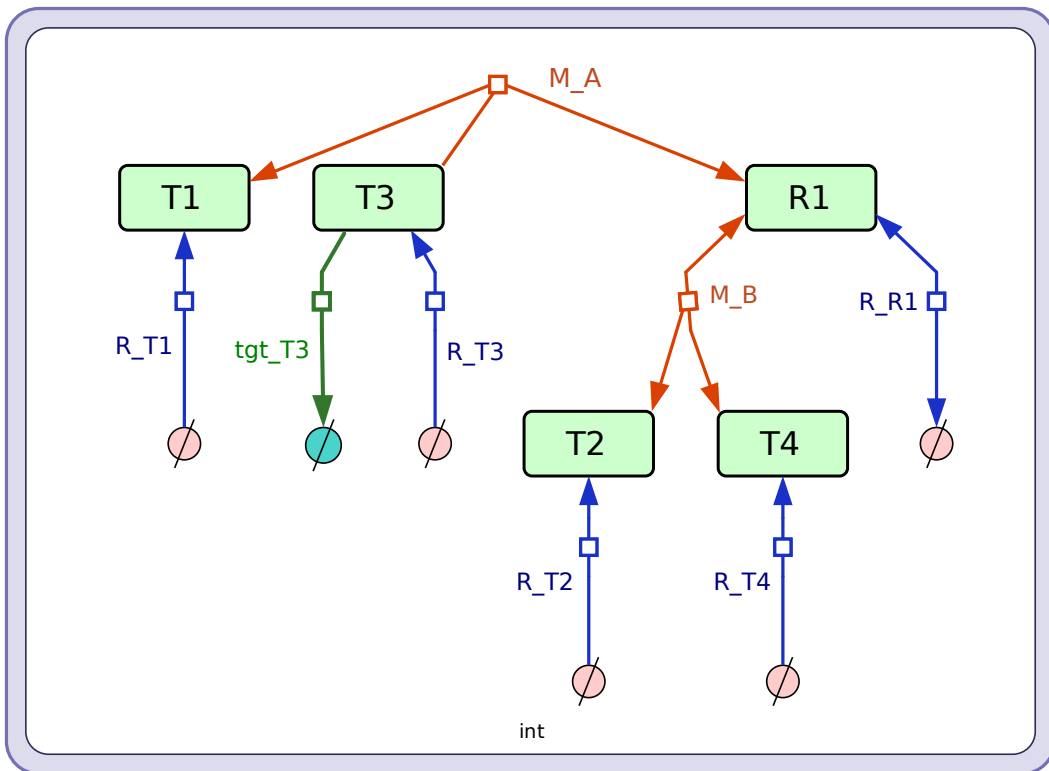 M_A
T1
T3
R1
M_B
R_R1
R_T1
tgt_T3
R_T3
T2
T4
R_T2
R_T4
int